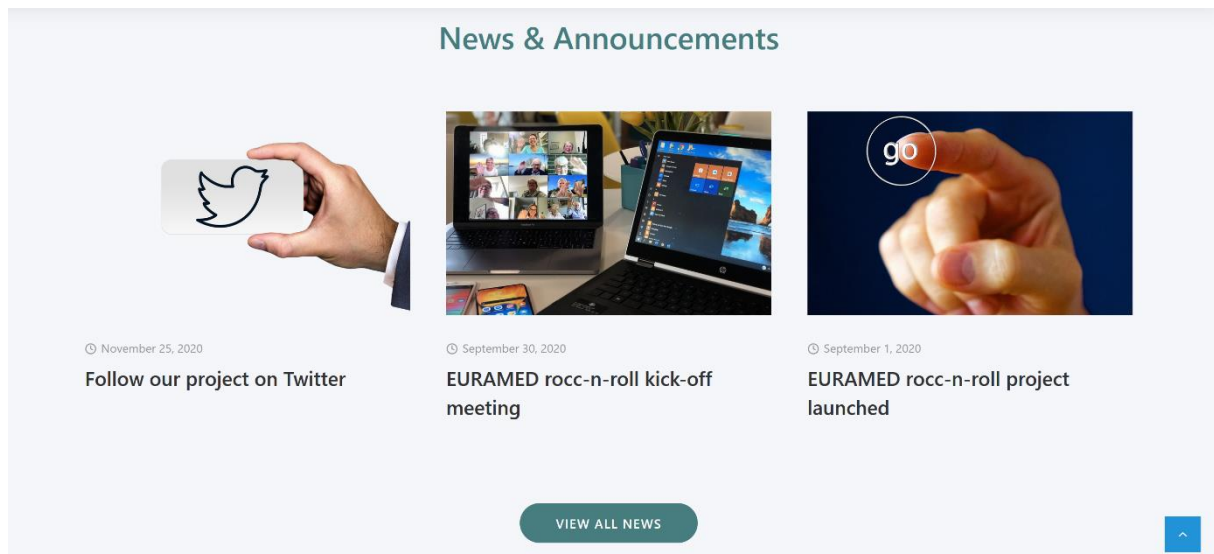 News & Announcements
go
November 25, 2020
Follow our project on Twitter
September 30, 2020
EURAMED rocc-n-roll kick-off
meeting
September 1, 2020
EURAMED rocc-n-roll project
launched
VIEW ALL NEWS